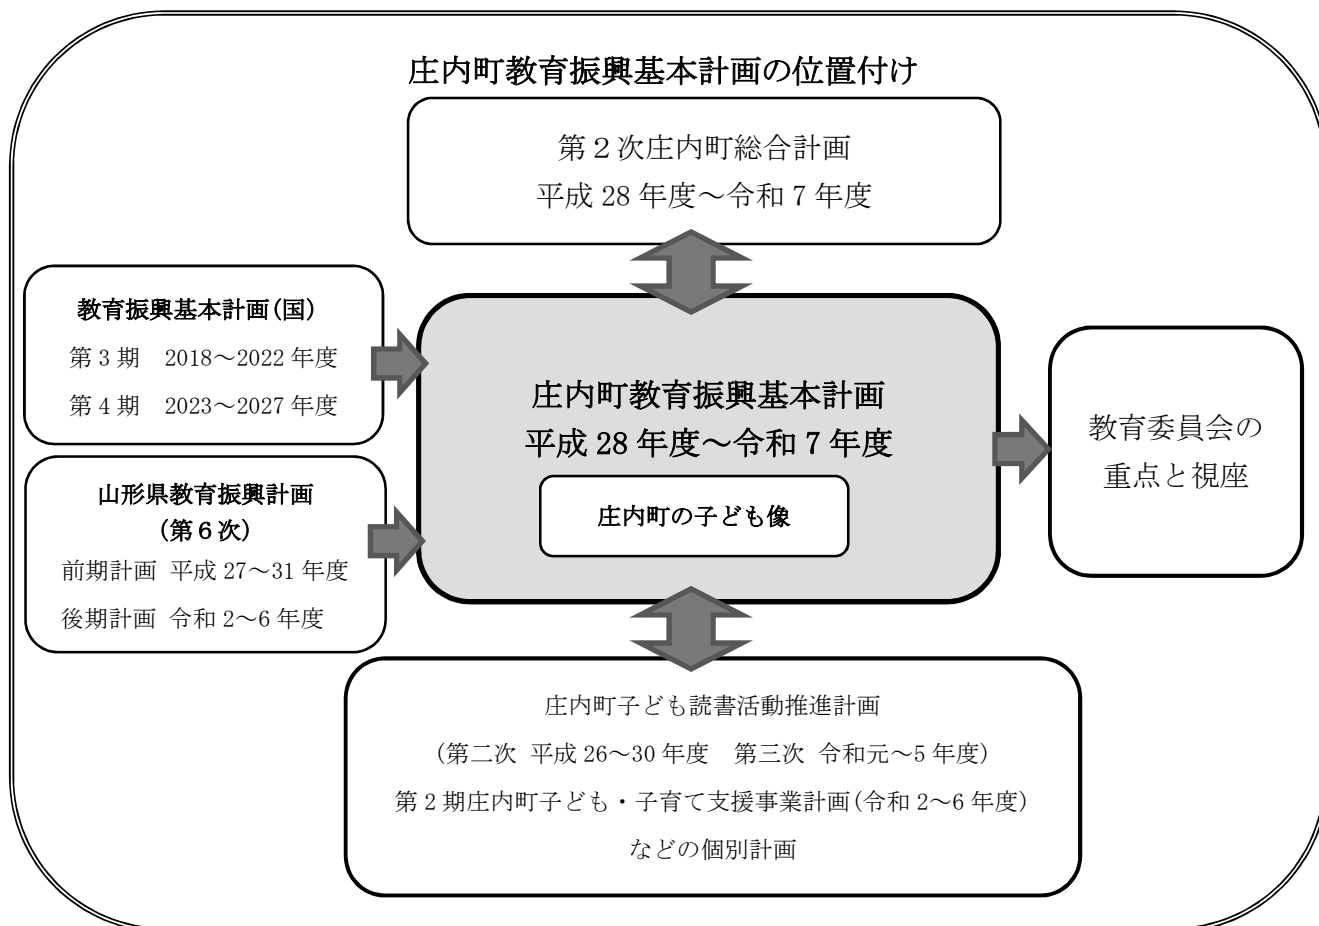 庄内町教育振興基本計画の位置付け
第２次庄内町総合計画
平成 28 年度～令和 7 年度
教育振興基本計画(国)
第 3 期　2018～2022 年度
第 4 期　2023～2027 年度
山形県教育振興計画
(第６次)
前期計画 平成 27～31 年度
後期計画 令和 2～6 年度
庄内町教育振興基本計画
平成 28 年度～令和 7 年度
庄内町の子ども像
教育委員会の
重点と視座
庄内町子ども読書活動推進計画
(第二次 平成 26～30 年度　第三次 令和元～5 年度)
第 2 期庄内町子ども・子育て支援事業計画(令和 2～6 年度)
などの個別計画